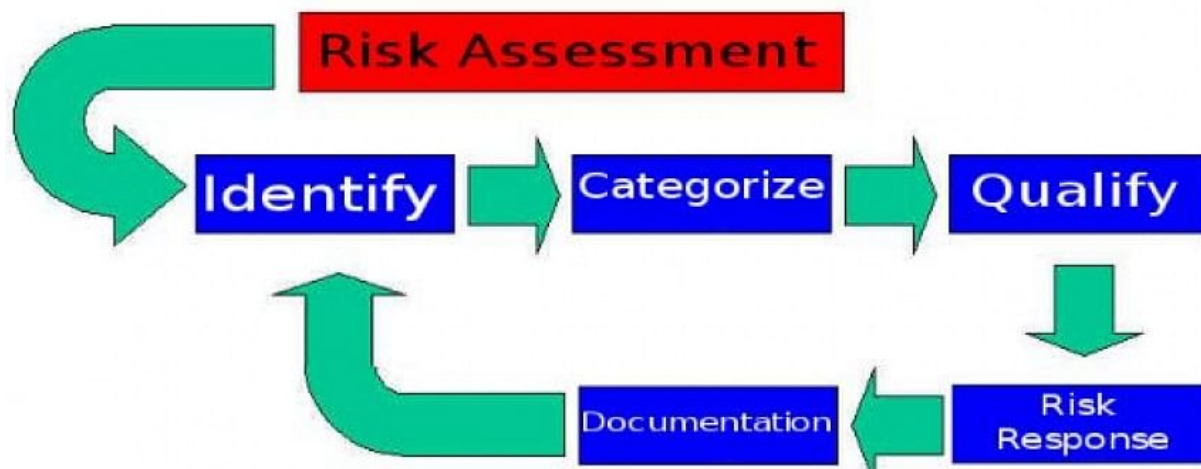 Risk Assessment
Identify
Categorize
Qualify
Risk
Response
Documentation